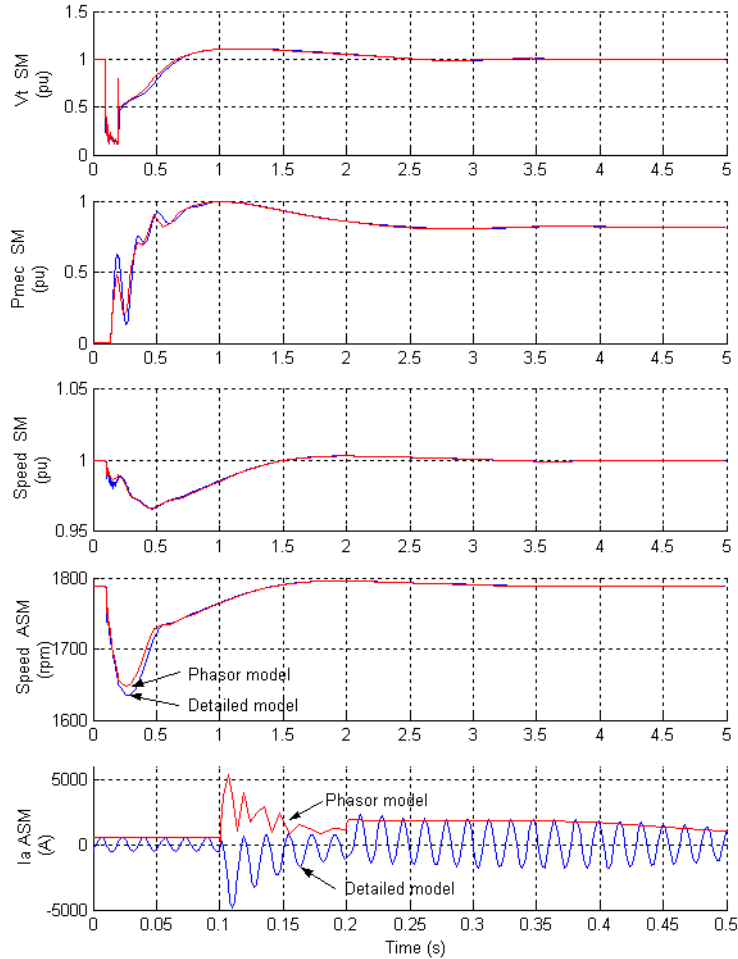 1.5
1
0.5
0
Vt SM
(pu)
0 0.5 1 1.5 2 2.5 3 3.5 4 4.5 5
1
0.5
0
Pmec SM
(pu)
0 0.5 1 1.5 2 2.5 3 3.5 4 4.5 5
1.05
1
0.95
Speed SM
(pu)
0 0.5 1 1.5 2 2.5 3 3.5 4 4.5 5
1800
1700
1600
Speed ASM
(rpm)
Phasor model
Detailed model
0 0.5 1 1.5 2 2.5 3 3.5 4 4.5 5
5000
0
-5000
Ia ASM
(A)
Phasor model
Detailed model
0 0.05 0.1 0.15 0.2 0.25 0.3 0.35 0.4 0.45 0.5
Time (s)